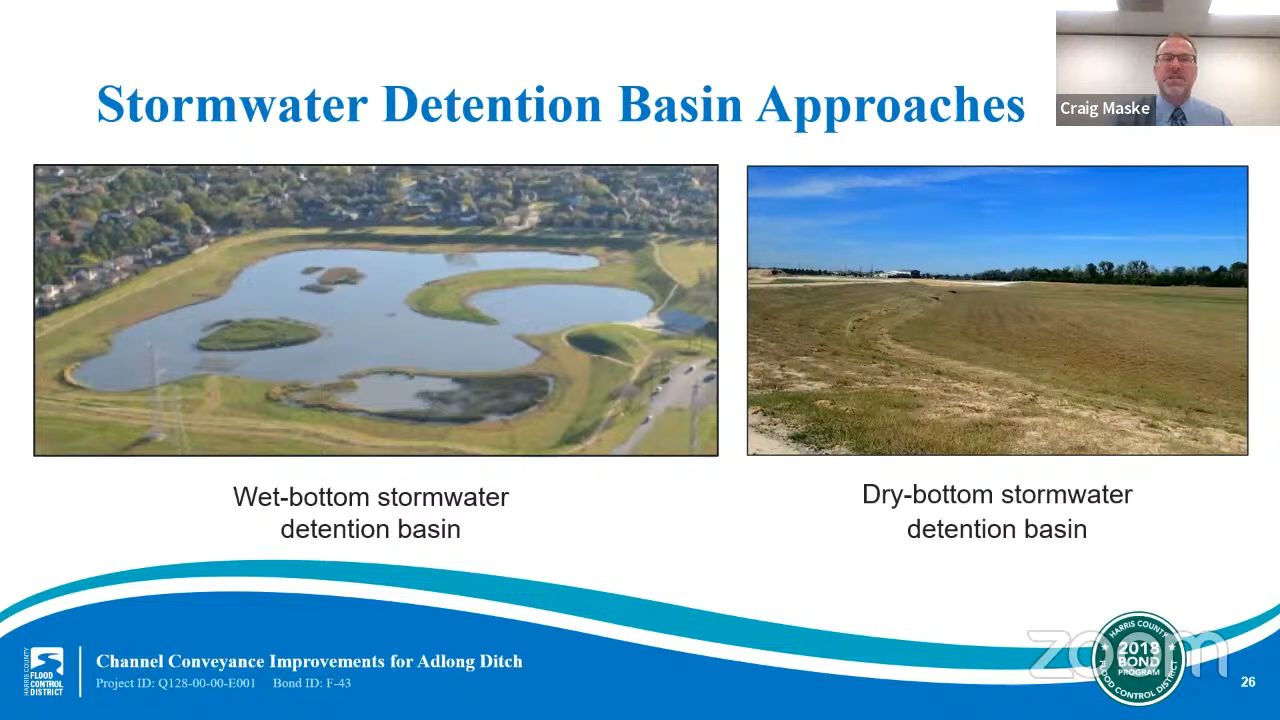 Stormwater Detention Basin Approaches
Craig Maske
Wet-bottom stormwater
detention basin
Dry-bottom stormwater
detention basin
HARRIS COUNTY
FLOOD
CONTROL
DISTRICT
Channel Conveyance Improvements for Adlong Ditch
Project ID: Q128-00-00-E001 Bond ID: F-43
zoom
HARRIS COUNTY
2018
BOND
PROGRAM
FLOOD CONTROL DISTRICT
26